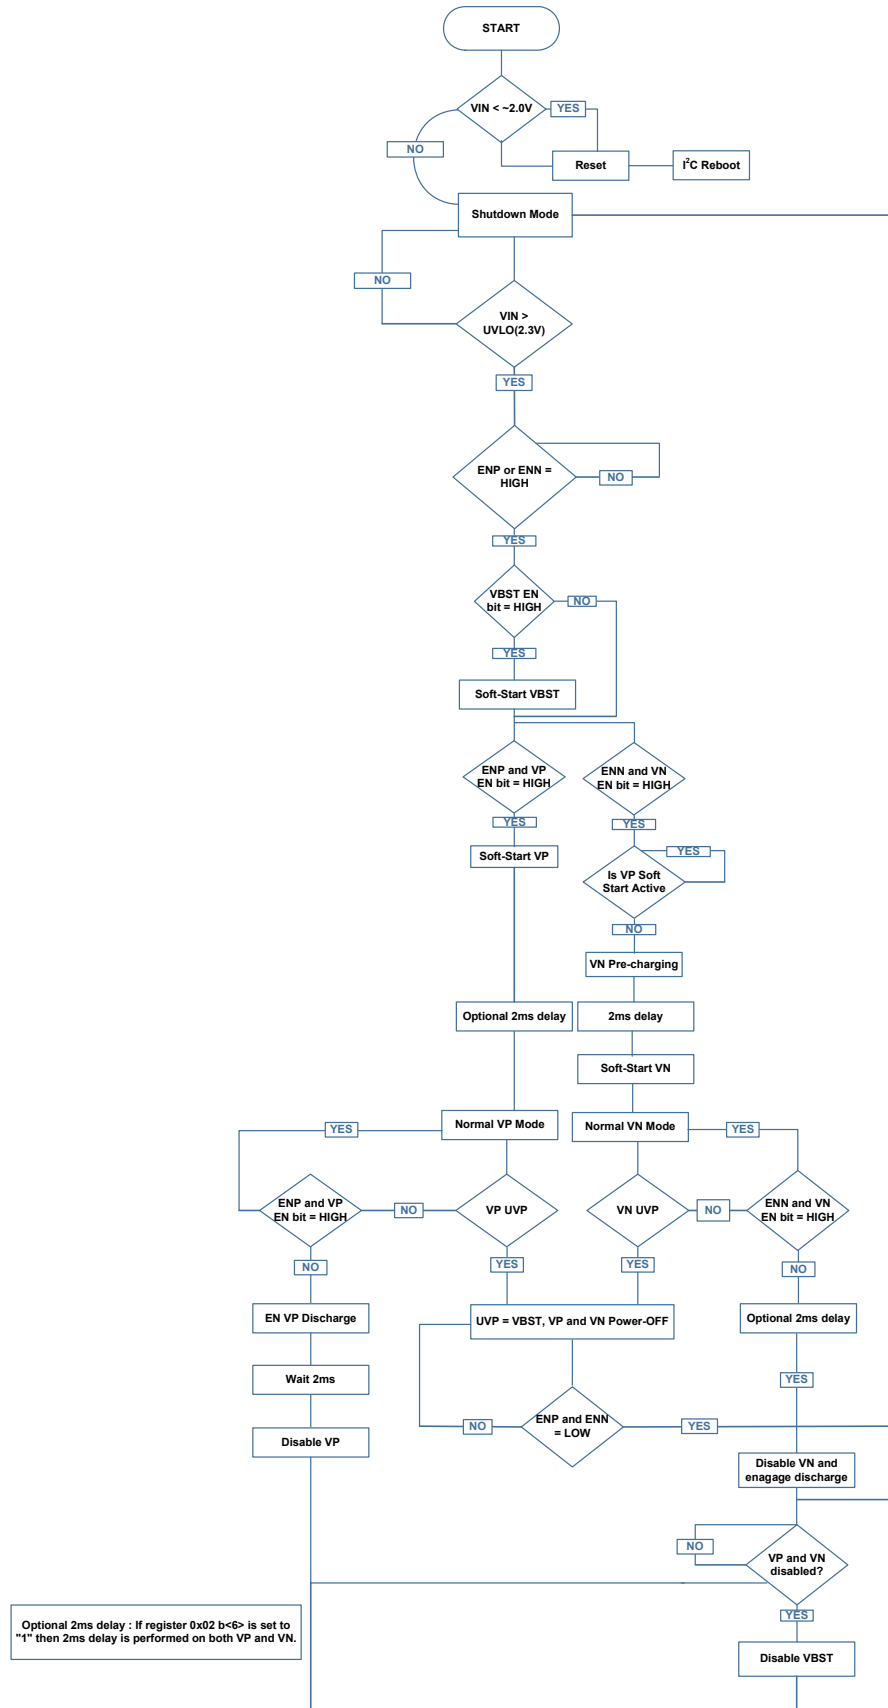 START
VIN < ~2.0V
YES
NO
Reset
I²C Reboot
Shutdown Mode
NO
VIN >
UVLO(2.3V)
YES
ENP or ENN =
HIGH
NO
YES
VBST EN
bit = HIGH
NO
YES
Soft-Start VBST
ENP and VP
EN bit = HIGH
ENN and VN
EN bit = HIGH
YES
YES
Soft-Start VP
YES
Is VP Soft
Start Active
NO
VN Pre-charging
Optional 2ms delay
2ms delay
Soft-Start VN
Normal VP Mode
Normal VN Mode
YES
YES
ENP and VP
EN bit = HIGH
NO
VP UVP
VN UVP
NO
ENN and VN
EN bit = HIGH
NO
YES
YES
NO
EN VP Discharge
UVP = VBST, VP and VN Power-OFF
Optional 2ms delay
Wait 2ms
YES
NO
ENP and ENN
= LOW
YES
Disable VP
Disable VN and
enagage discharge
NO
VP and VN
disabled?
YES
Optional 2ms delay : If register 0x02 b<6> is set to
"1" then 2ms delay is performed on both VP and VN.
Disable VBST